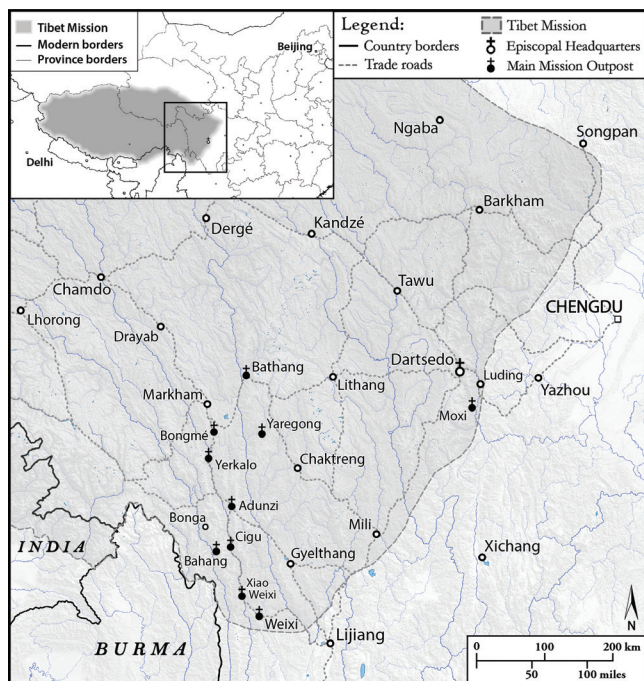 Tibet Mission
Modern borders
Province borders
Beijing
Delhi
Legend:
Country borders
Trade roads
Tibet Mission
Episcopal Headquarters
Main Mission Outpost
Ngaba
Songpan
Barkham
Dergé
Kandzé
Chamdo
Tawu
Lhorong
CHENGDU
Drayab
Bathang
Dartsedo
Lithang
Luding
Yazhou
Markham
Moxi
Bongmé
Yaregong
Yerkalo
Chaktreng
Adunzi
Bonga
Mili
INDIA
Cigu
Bahang
Gyelthang
Xichang
Xiao
Weixi
Weixi
BURMA
Lijiang
N
0 100 200 km
0 50 100 miles